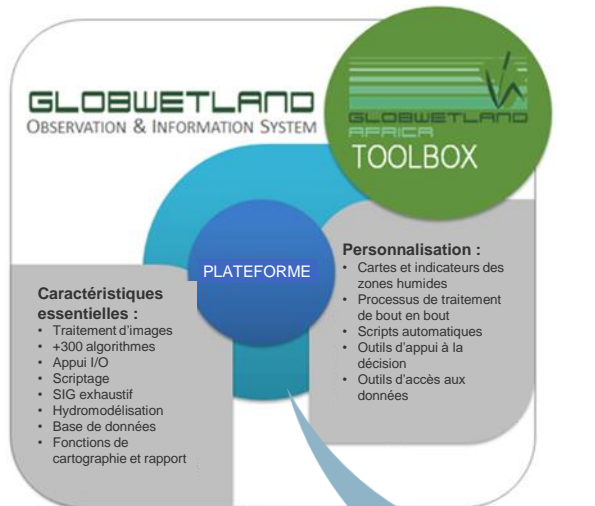 GLOBWETLAND
OBSERVATION & INFORMATION SYSTEM
GLOBWETLAND
AFRICA
TOOLBOX
PLATEFORME
Caractéristiques
essentielles :
• Traitement d'images
• +300 algorithmes
• Appui I/O
• Scriptage
• SIG exhaustif
• Hydromodélisation
• Base de données
• Fonctions de
cartographie et rapport
Personnalisation :
• Cartes et indicateurs des
zones humides
• Processus de traitement
de bout en bout
• Scripts automatiques
• Outils d'appui à la
décision
• Outils d'accès aux
données